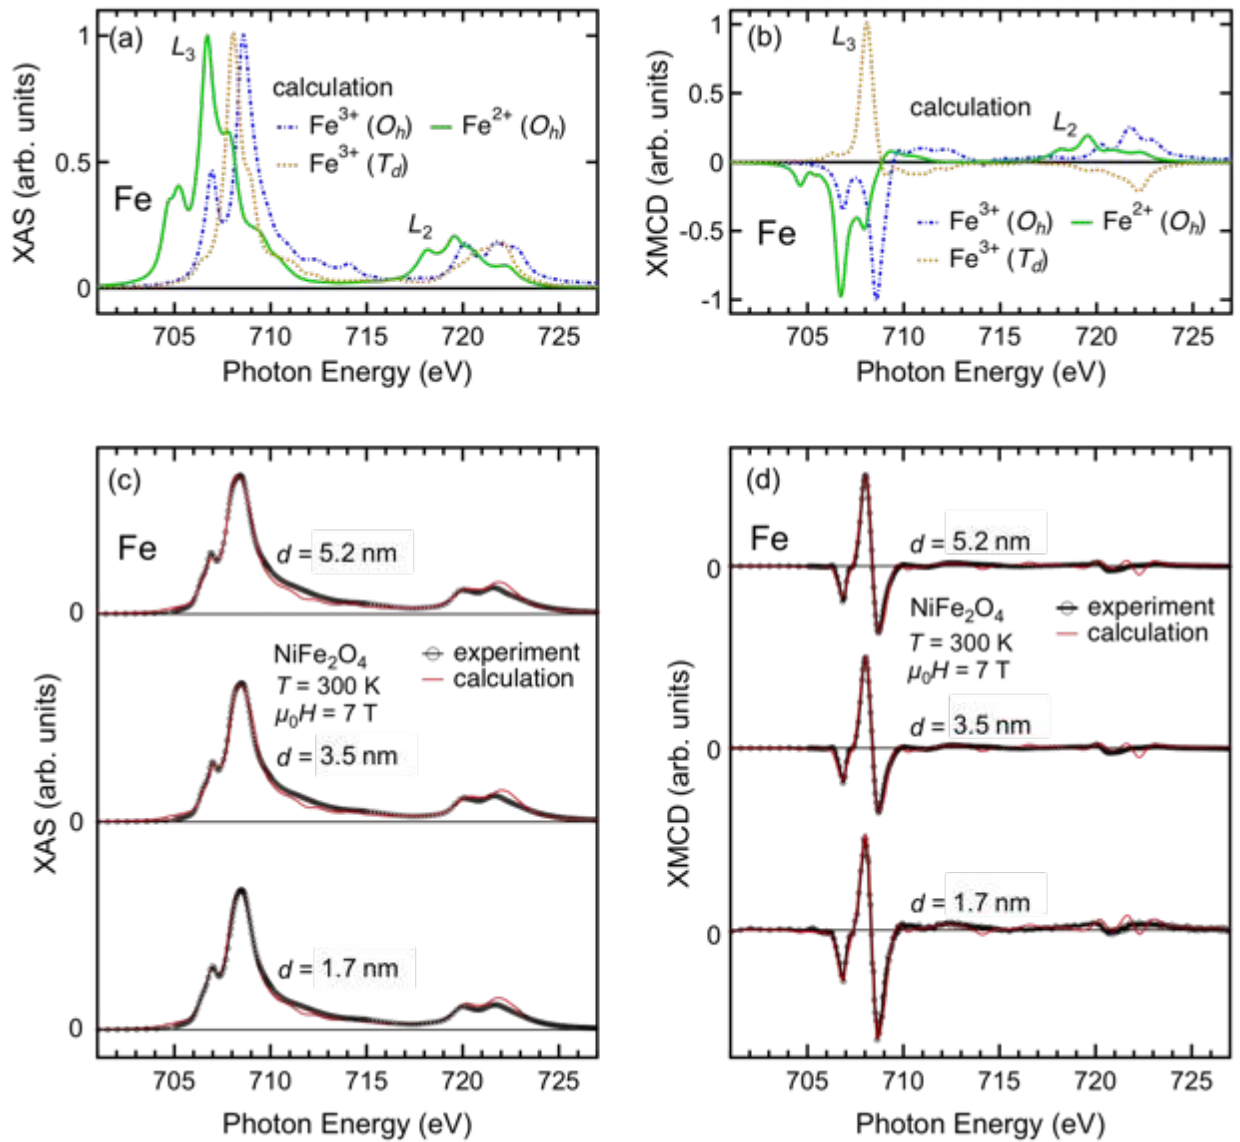 (a)
L₃
calculation
Fe³⁺ (Oₕ) Fe²⁺ (Oₕ)
Fe³⁺ (T_d)
Fe
L₂
XAS (arb. units)
1
0.5
0
705 710 715 720 725
Photon Energy (eV)
(b)
L₃
calculation
L₂
Fe
Fe³⁺ (Oₕ) Fe²⁺ (Oₕ)
Fe³⁺ (T_d)
XMCD (arb. units)
1
0.5
0
-0.5
-1
705 710 715 720 725
Photon Energy (eV)
(c)
Fe
d = 5.2 nm
0
NiFe₂O₄
T = 300 K
μ₀H = 7 T
experiment
calculation
d = 3.5 nm
0
d = 1.7 nm
0
XAS (arb. units)
705 710 715 720 725
Photon Energy (eV)
(d)
Fe
d = 5.2 nm
0
NiFe₂O₄
T = 300 K
μ₀H = 7 T
experiment
calculation
d = 3.5 nm
0
d = 1.7 nm
0
XMCD (arb. units)
705 710 715 720 725
Photon Energy (eV)